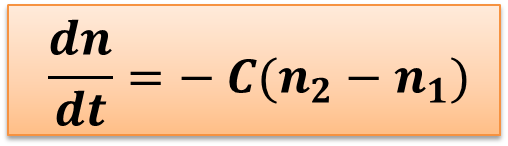 dn/dt = − C(n₂ − n₁)